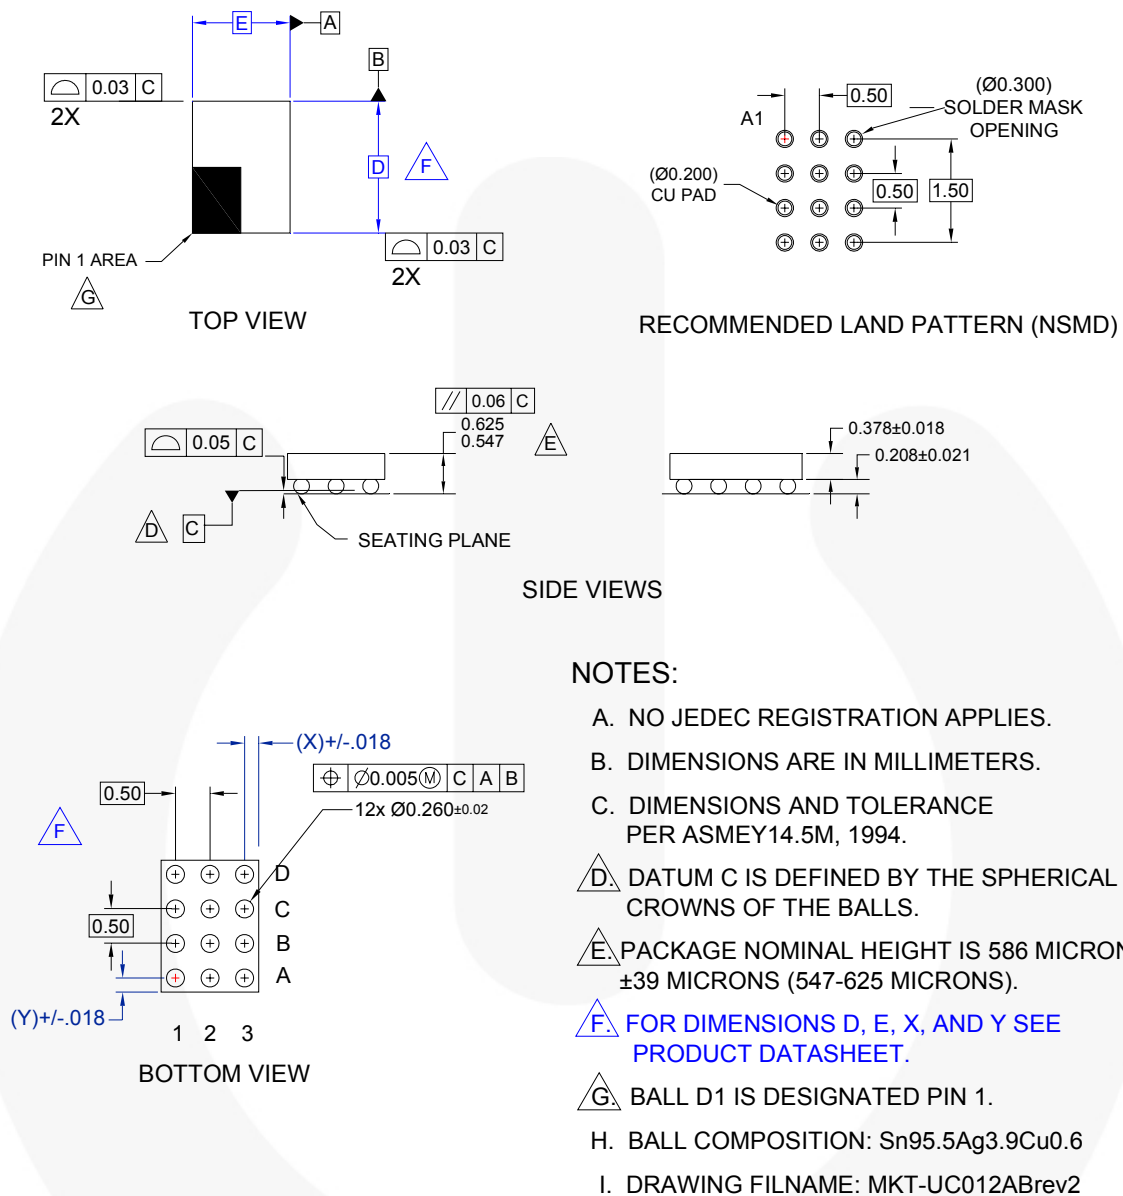 E
A
B
0.03 C
2X
D
F
0.03 C
2X
PIN 1 AREA
G
TOP VIEW
0.50
(Ø0.300)
SOLDER MASK
OPENING
A1
(Ø0.200)
CU PAD
0.50
1.50
RECOMMENDED LAND PATTERN (NSMD)
// 0.06 C
0.625
0.547
E
0.05 C
D
C
SEATING PLANE
0.378±0.018
0.208±0.021
SIDE VIEWS
(X)+/-.018
Ø0.005Ⓜ C A B
12x Ø0.260±0.02
0.50
F
D
C
B
A
0.50
(Y)+/-.018
1 2 3
BOTTOM VIEW
NOTES:
A. NO JEDEC REGISTRATION APPLIES.
B. DIMENSIONS ARE IN MILLIMETERS.
C. DIMENSIONS AND TOLERANCE
PER ASMEY14.5M, 1994.
D. DATUM C IS DEFINED BY THE SPHERICAL
CROWNS OF THE BALLS.
E. PACKAGE NOMINAL HEIGHT IS 586
±39 MICRONS (547-625 MICRONS).
F. FOR DIMENSIONS D, E, X, AND Y SEE
PRODUCT DATASHEET.
G. BALL D1 IS DESIGNATED PIN 1.
H. BALL COMPOSITION: Sn95.5Ag3.9Cu0.6
I. DRAWING FILNAME: MKT-UC012ABrev2